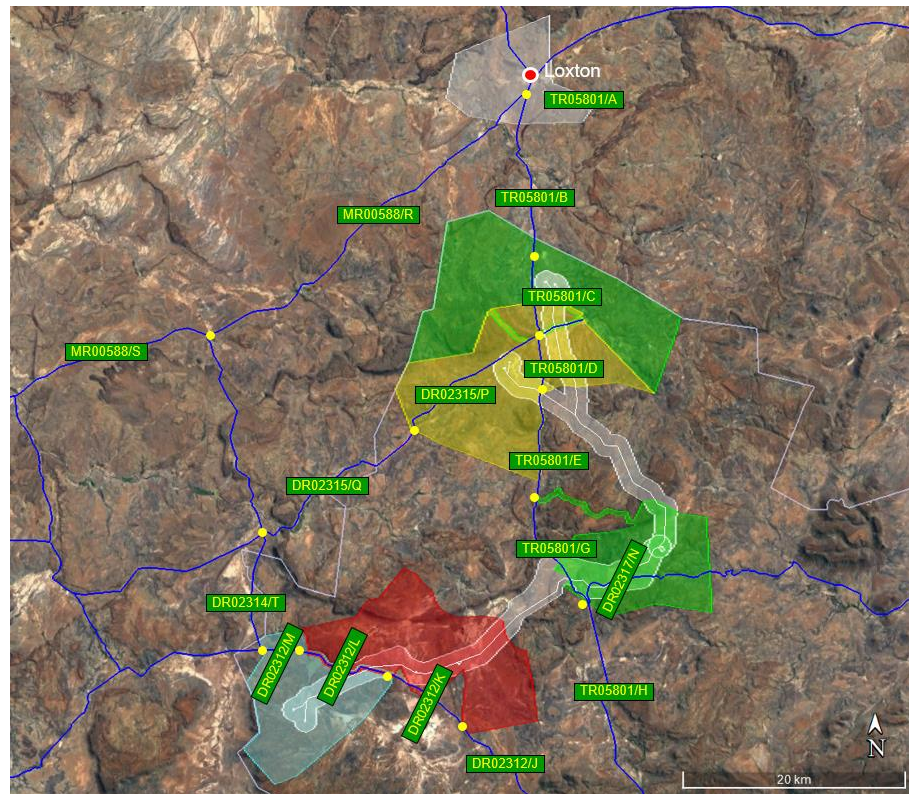 Loxton
TR05801/A
TR05801/B
MR00588/R
TR05801/C
MR00588/S
TR05801/D
DR02315/P
TR05801/E
DR02315/Q
TR05801/G
DR02317/N
DR02314/T
DR02312/M
DR02312/L
DR02312/K
TR05801/H
DR02312/J
N
20 km